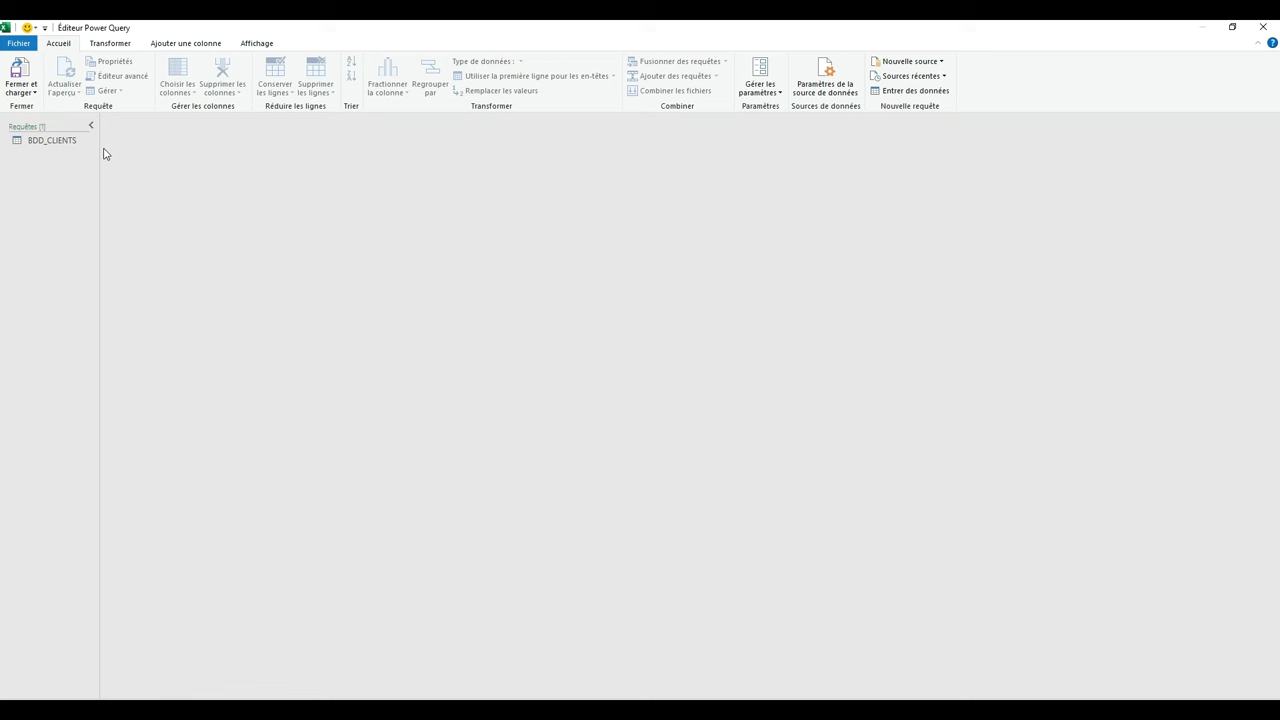 Éditeur Power Query
Fichier Accueil Transformer Ajouter une colonne Affichage
Fermer et charger
Fermer
Actualiser l'aperçu
Propriétés
Éditeur avancé
Gérer
Requête
Choisir les colonnes
Supprimer les colonnes
Gérer les colonnes
Conserver les lignes
Supprimer les lignes
Réduire les lignes
Trier
Fractionner la colonne
Regrouper par
Type de données :
Utiliser la première ligne pour les en-têtes
Remplacer les valeurs
Transformer
Fusionner des requêtes
Ajouter des requêtes
Combiner les fichiers
Combiner
Gérer les paramètres
Paramètres
Paramètres de la source de données
Sources de données
Nouvelle source
Sources récentes
Entrer des données
Nouvelle requête
Requêtes [1]
BDD_CLIENTS